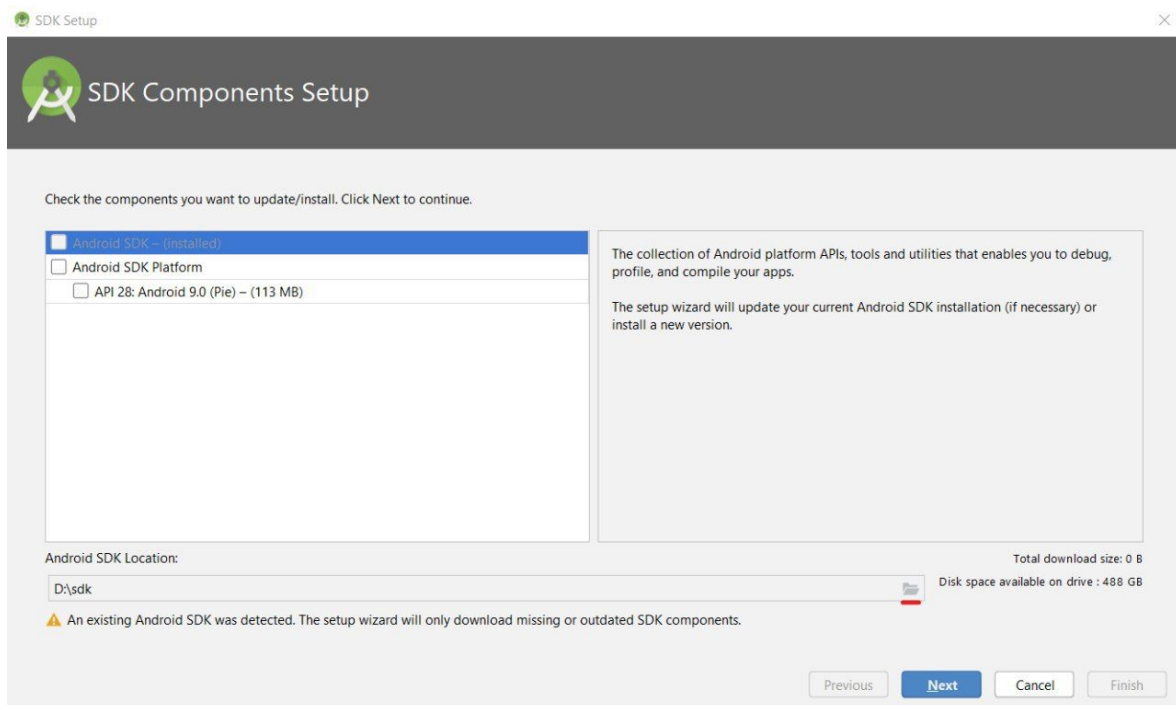 SDK Setup
SDK Components Setup
Check the components you want to update/install. Click Next to continue.
Android SDK – (installed)
Android SDK Platform
API 28: Android 9.0 (Pie) – (113 MB)
The collection of Android platform APIs, tools and utilities that enables you to debug,
profile, and compile your apps.
The setup wizard will update your current Android SDK installation (if necessary) or
install a new version.
Android SDK Location:
Total download size: 0 B
D:\sdk
Disk space available on drive : 488 GB
An existing Android SDK was detected. The setup wizard will only download missing or outdated SDK components.
Previous
Next
Cancel
Finish